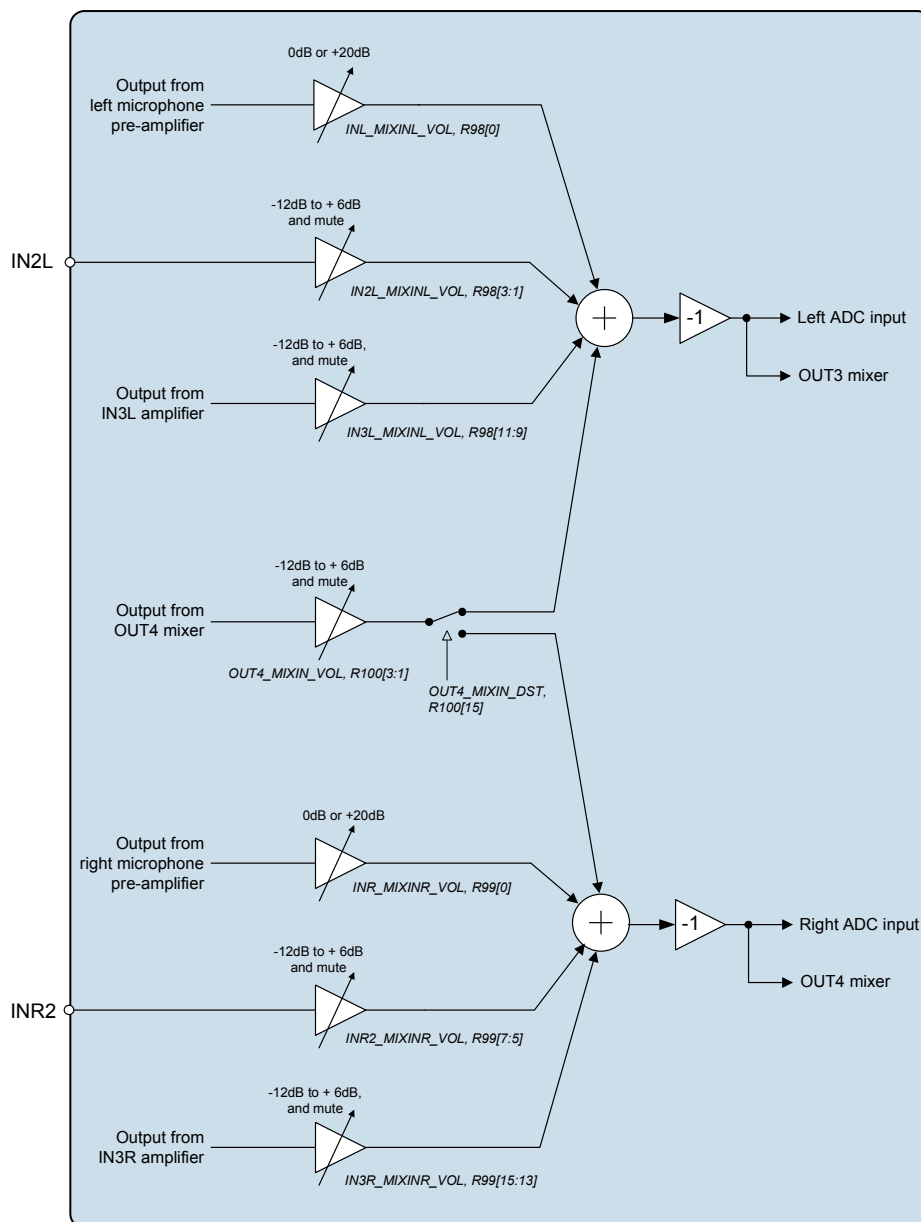 0dB or +20dB
Output from
left microphone
pre-amplifier
INL_MIXINL_VOL, R98[0]
-12dB to + 6dB
and mute
IN2L
IN2L_MIXINL_VOL, R98[3:1]
+
-1
Left ADC input
OUT3 mixer
-12dB to + 6dB,
and mute
Output from
IN3L amplifier
IN3L_MIXINL_VOL, R98[11:9]
-12dB to + 6dB
and mute
Output from
OUT4 mixer
OUT4_MIXIN_VOL, R100[3:1]
OUT4_MIXIN_DST,
R100[15]
0dB or +20dB
Output from
right microphone
pre-amplifier
INR_MIXINR_VOL, R99[0]
+
-1
Right ADC input
OUT4 mixer
-12dB to + 6dB
and mute
INR2
INR2_MIXINR_VOL, R99[7:5]
-12dB to + 6dB,
and mute
Output from
IN3R amplifier
IN3R_MIXINR_VOL, R99[15:13]